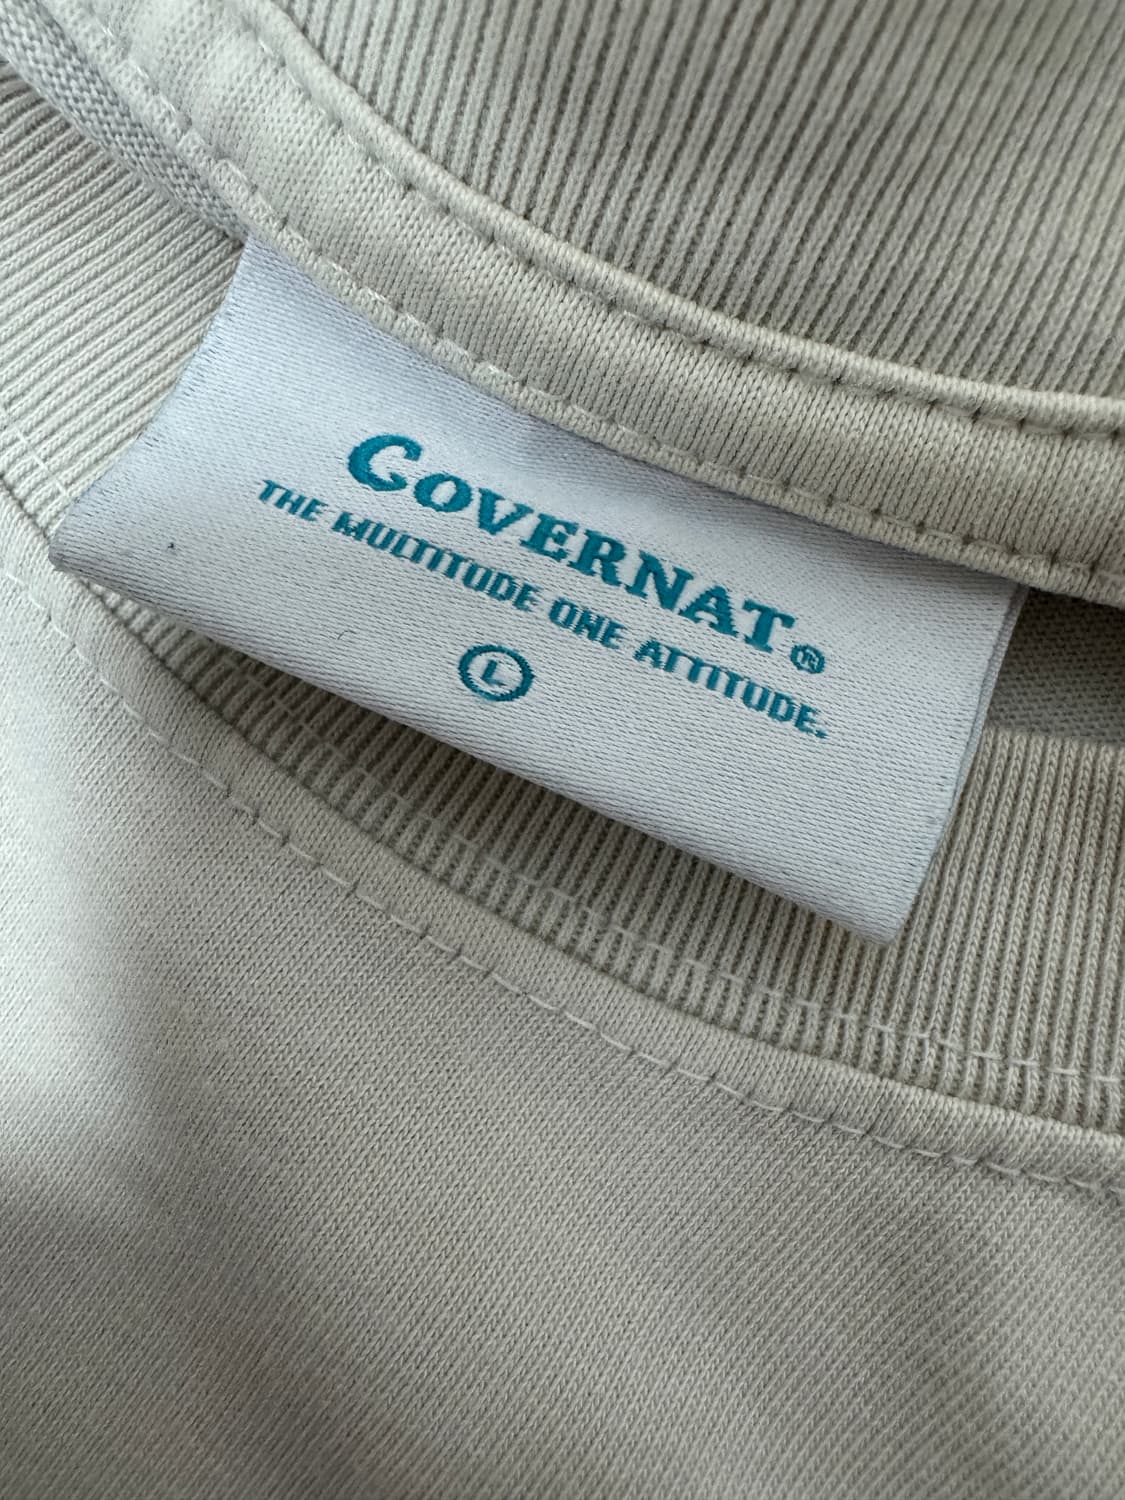 COVERNAT®
THE MULTITUDE ONE ATTITUDE.
L